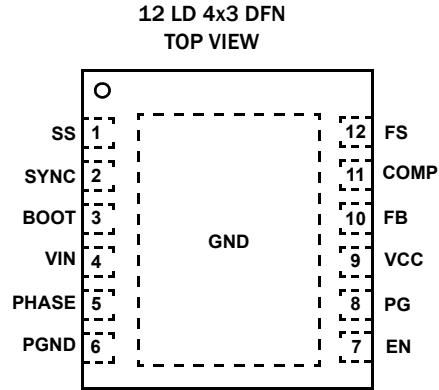 12 LD 4x3 DFN
TOP VIEW
SS 1 12 FS
SYNC 2 11 COMP
BOOT 3 10 FB
GND
VIN 4 9 VCC
PHASE 5 8 PG
PGND 6 7 EN